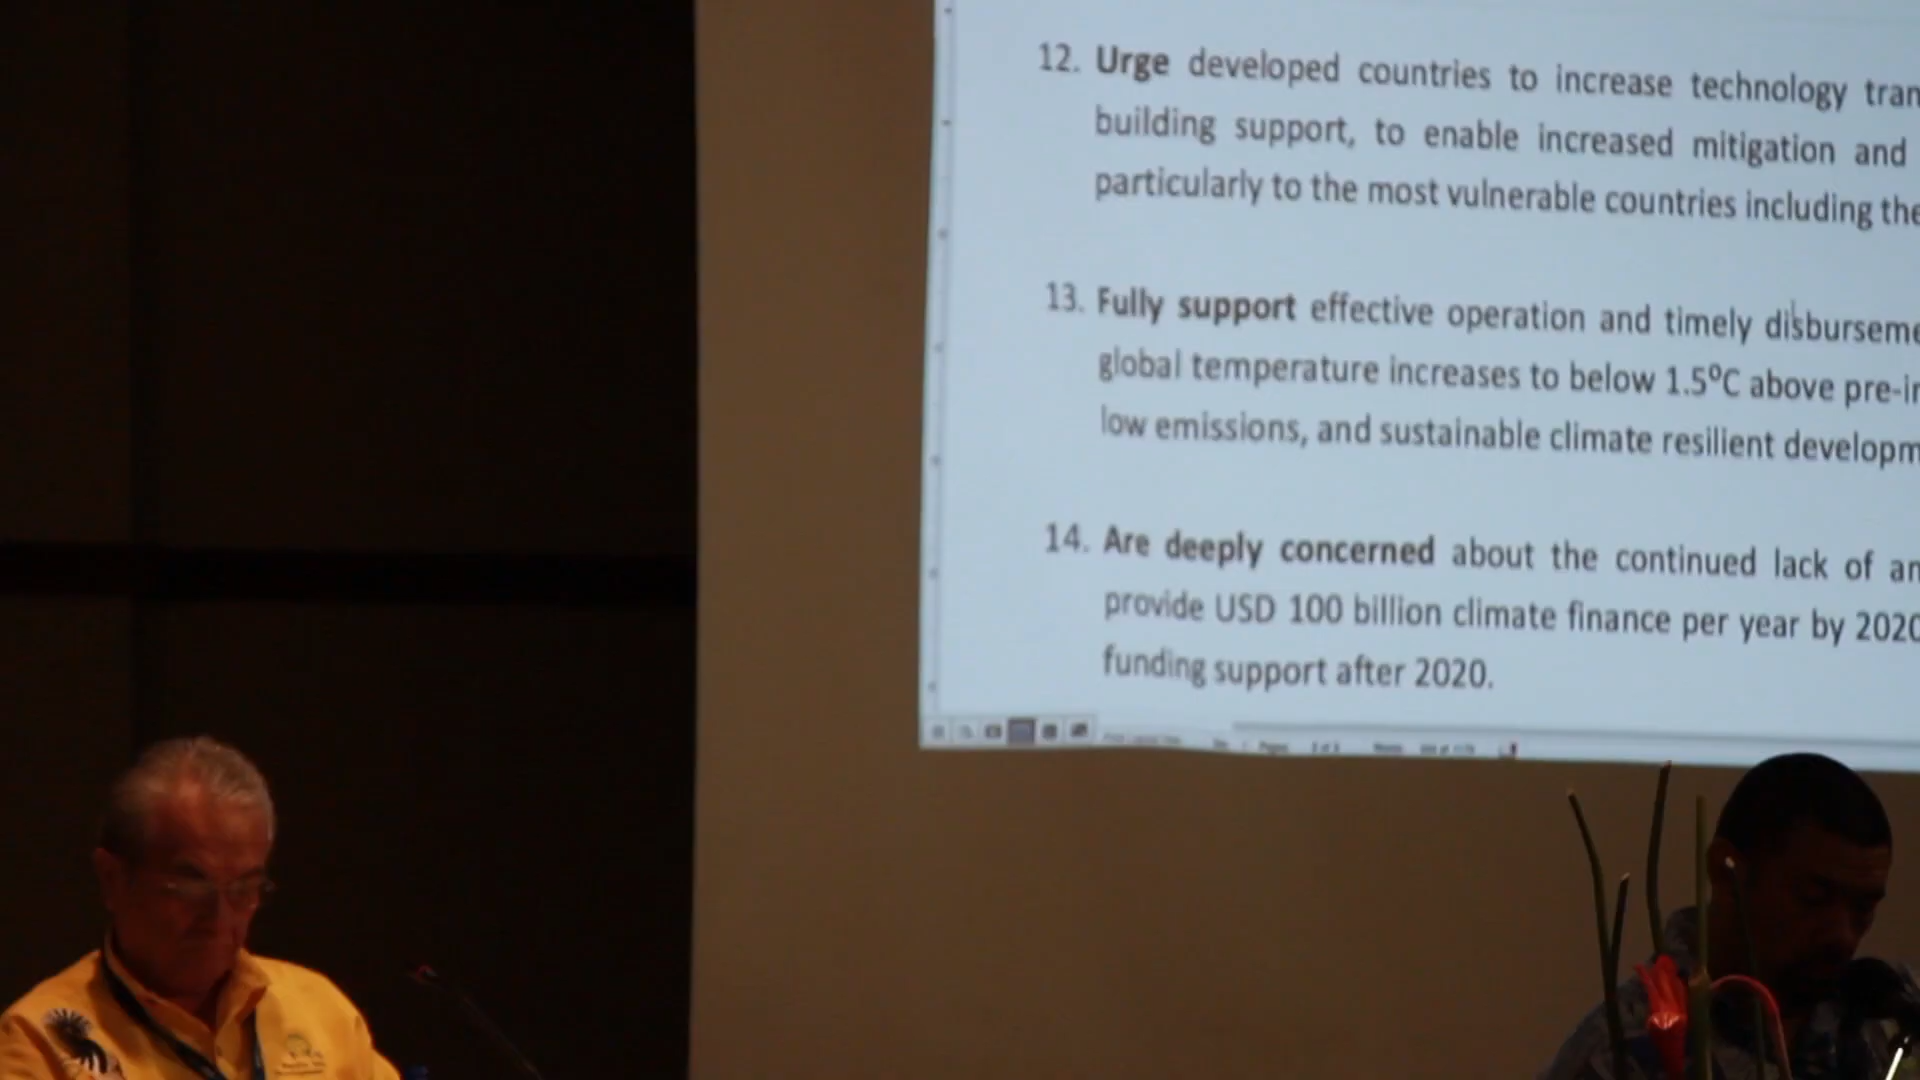 12. Urge developed countries to increase technology tran
building support, to enable increased mitigation and
particularly to the most vulnerable countries including the
13. Fully support effective operation and timely disburseme
global temperature increases to below 1.5ºC above pre-in
low emissions, and sustainable climate resilient developm
14. Are deeply concerned about the continued lack of an
provide USD 100 billion climate finance per year by 2020
funding support after 2020.